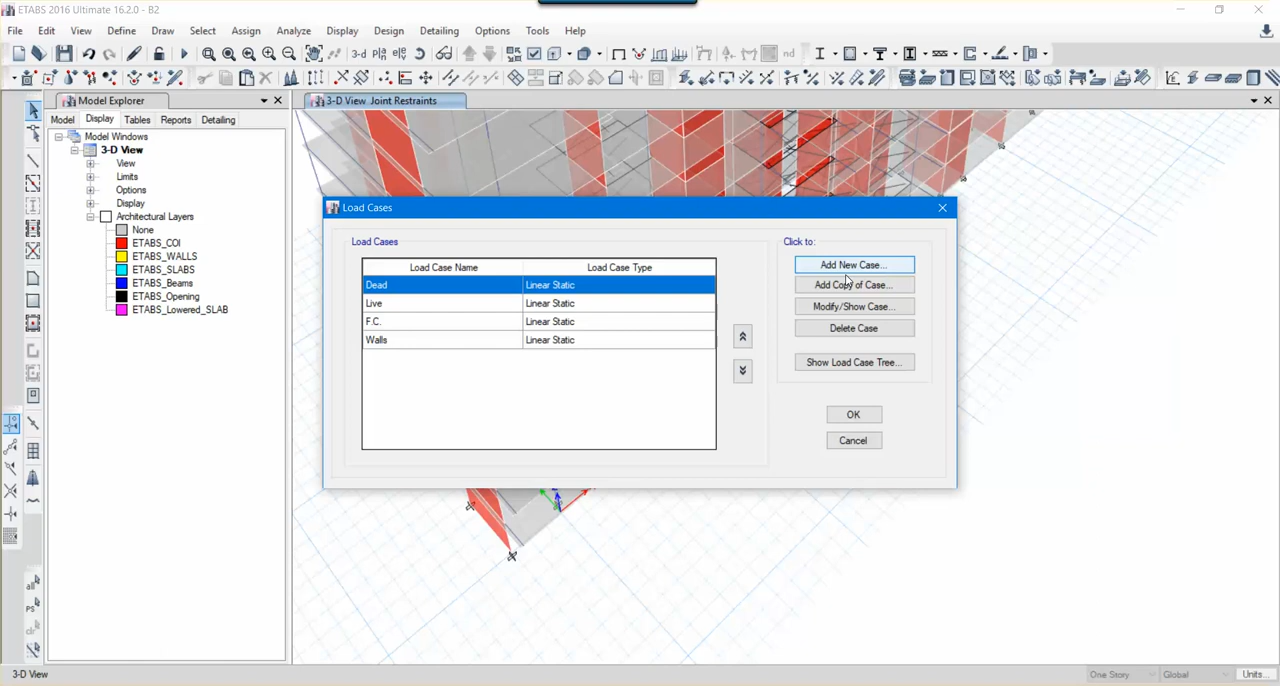 ETABS 2016 Ultimate 16.2.0 - B2
File Edit View Define Draw Select Assign Analyze Display Design Detailing Options Tools Help
3-d
nd
Model Explorer
3-D View Joint Restraints
Model Display Tables Reports Detailing
Model Windows
3-D View
View
Limits
Options
Display
Architectural Layers
None
ETABS_COl
ETABS_WALLS
ETABS_SLABS
ETABS_Beams
ETABS_Opening
ETABS_Lowered_SLAB
Load Cases
Load Cases
Click to:
Load Case Name Load Case Type
Dead Linear Static
Live Linear Static
F.C. Linear Static
Walls Linear Static
Add New Case...
Add Copy of Case...
Modify/Show Case...
Delete Case
Show Load Case Tree...
OK
Cancel
all
PS
3-D View
One Story Global Units...